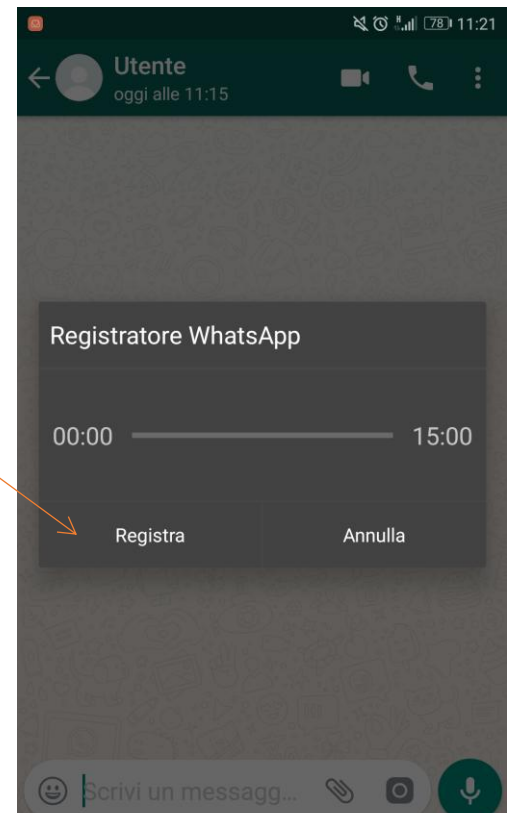 H
78 11:21
Utente
oggi alle 11:15
Registratore WhatsApp
00:00 15:00
Registra Annulla
Scrivi un messagg...